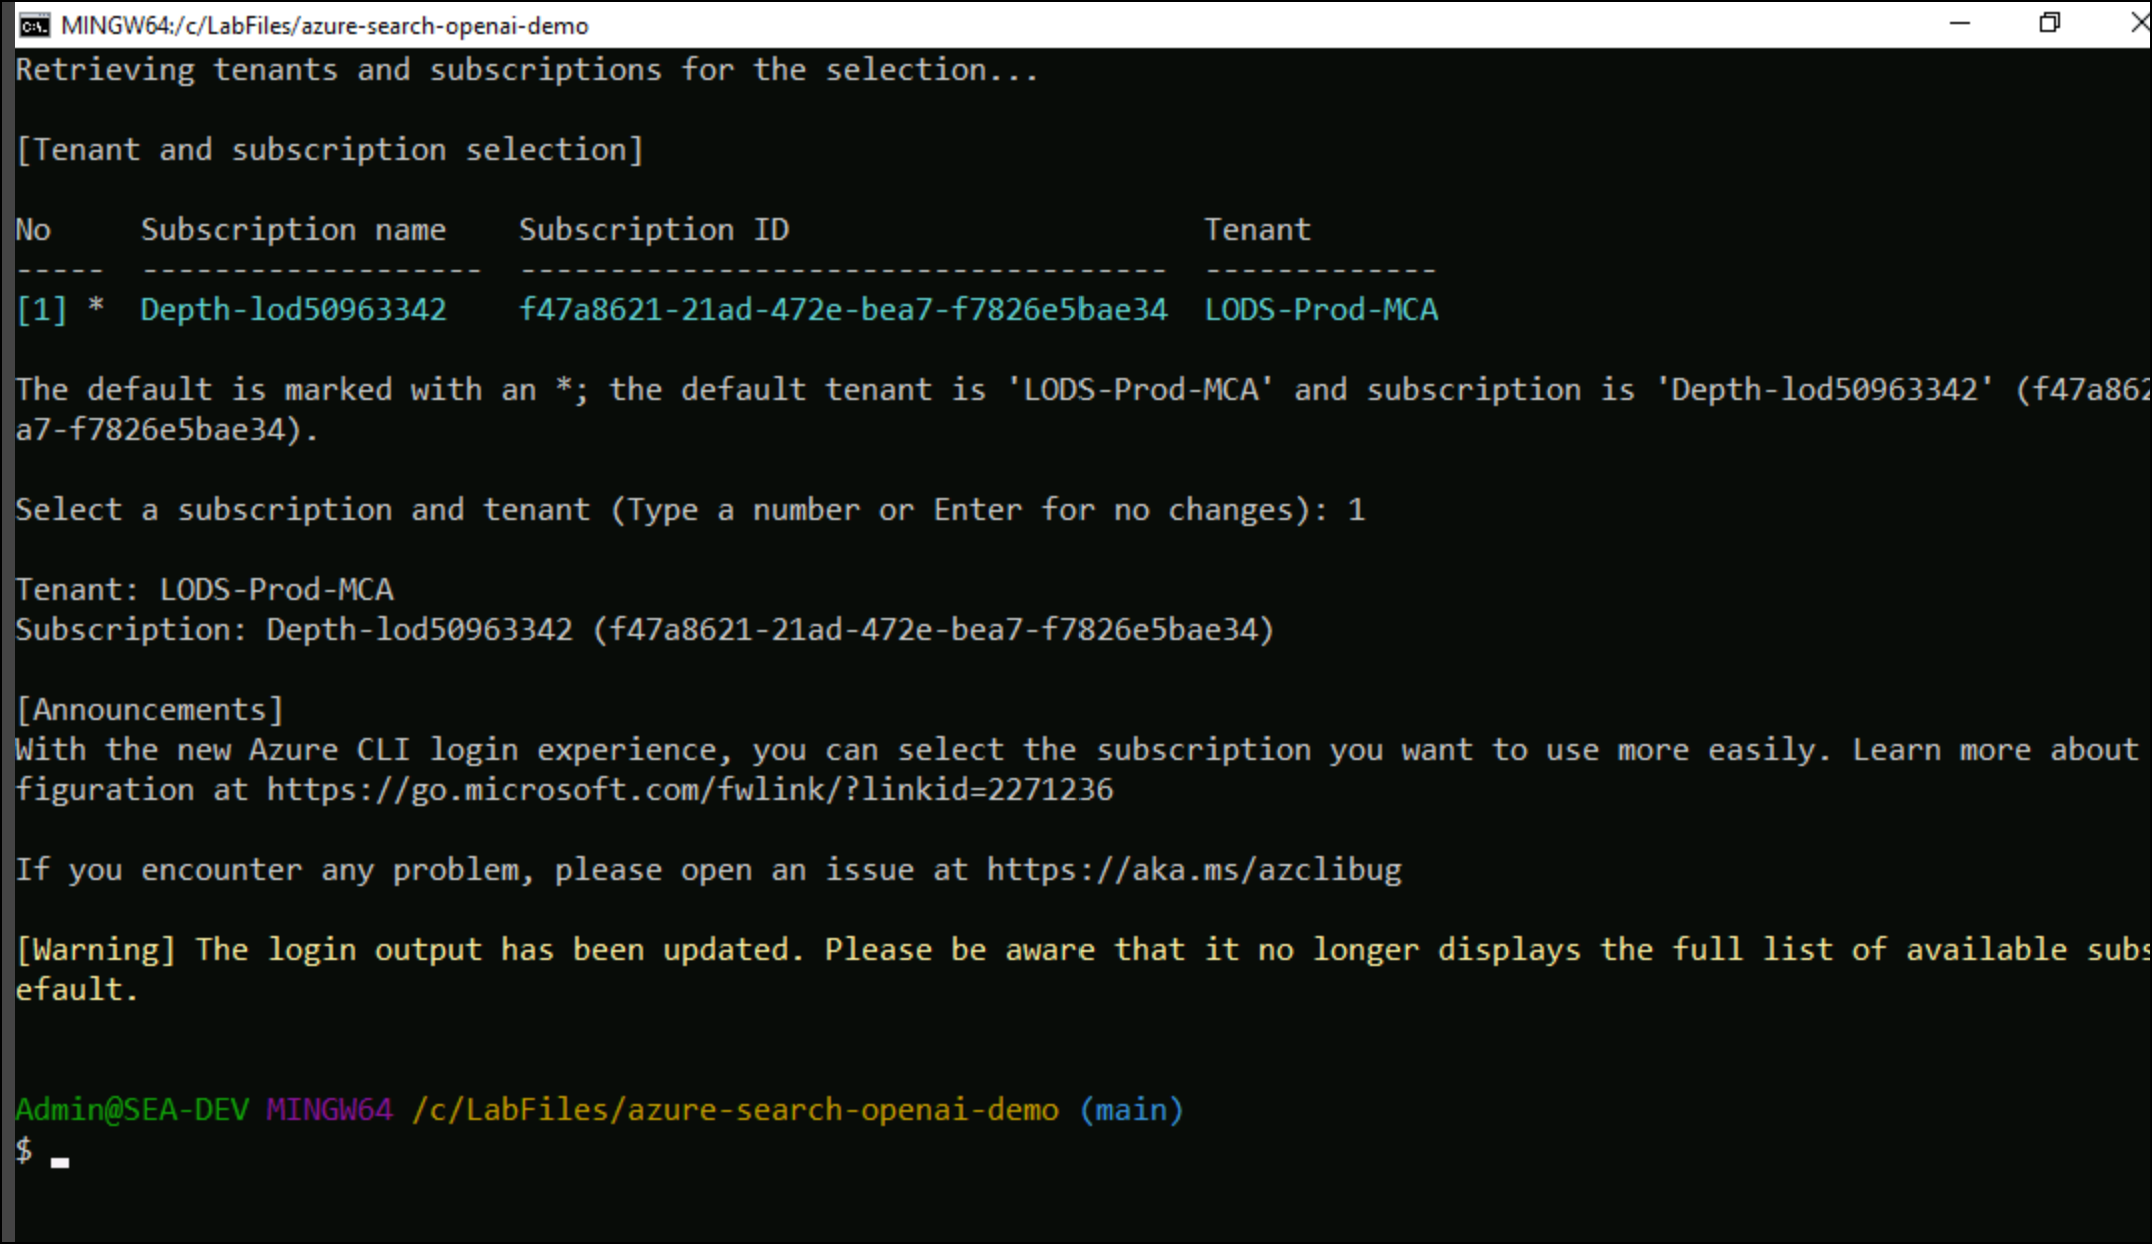 MINGW64:/c/LabFiles/azure-search-openai-demo
Retrieving tenants and subscriptions for the selection...
[Tenant and subscription selection]
No     Subscription name    Subscription ID                       Tenant
-----  -------------------  ------------------------------------  -------------
[1] *  Depth-lod50963342    f47a8621-21ad-472e-bea7-f7826e5bae34  LODS-Prod-MCA
The default is marked with an *; the default tenant is 'LODS-Prod-MCA' and subscription is 'Depth-lod50963342' (f47a862
a7-f7826e5bae34).
Select a subscription and tenant (Type a number or Enter for no changes): 1
Tenant: LODS-Prod-MCA
Subscription: Depth-lod50963342 (f47a8621-21ad-472e-bea7-f7826e5bae34)
[Announcements]
With the new Azure CLI login experience, you can select the subscription you want to use more easily. Learn more about
figuration at https://go.microsoft.com/fwlink/?linkid=2271236
If you encounter any problem, please open an issue at https://aka.ms/azclibug
[Warning] The login output has been updated. Please be aware that it no longer displays the full list of available subs
efault.
Admin@SEA-DEV MINGW64 /c/LabFiles/azure-search-openai-demo (main)
$